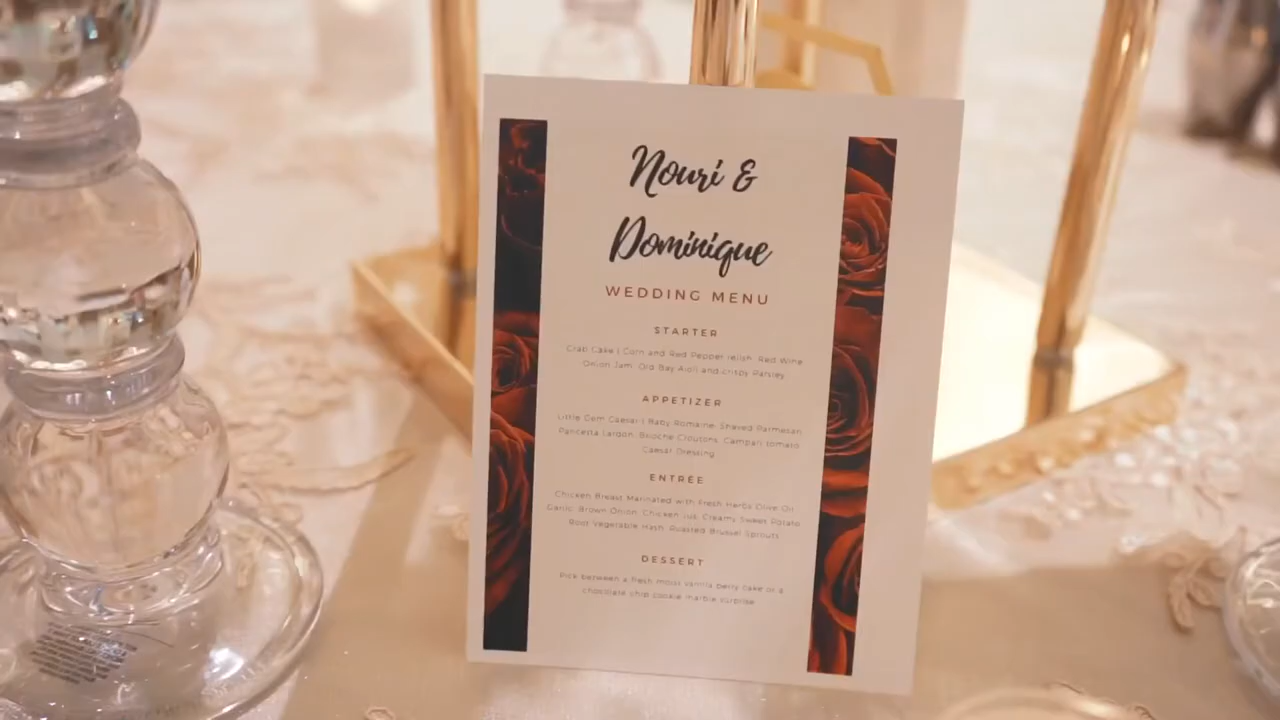 Nouri &
Dominique
WEDDING MENU
STARTER
Crab Cake | Corn and Red Pepper relish, Red Wine
Onion Jam, Old Bay Aioli and crispy Parsley
APPETIZER
Little Gem Caesar | Baby Romaine, Shaved Parmesan
Pancetta Lardon, Brioche Croutons, Campari tomato
Caesar Dressing
ENTRÉE
Chicken Breast Marinated with Fresh Herbs Olive Oil
Garlic, Brown Onion, Chicken jus, Creamy Sweet Potato
Root Vegetable Hash, Roasted Brussel Sprouts
DESSERT
Pick between a fresh moist vanilla berry cake or a
chocolate chip cookie marble surprise